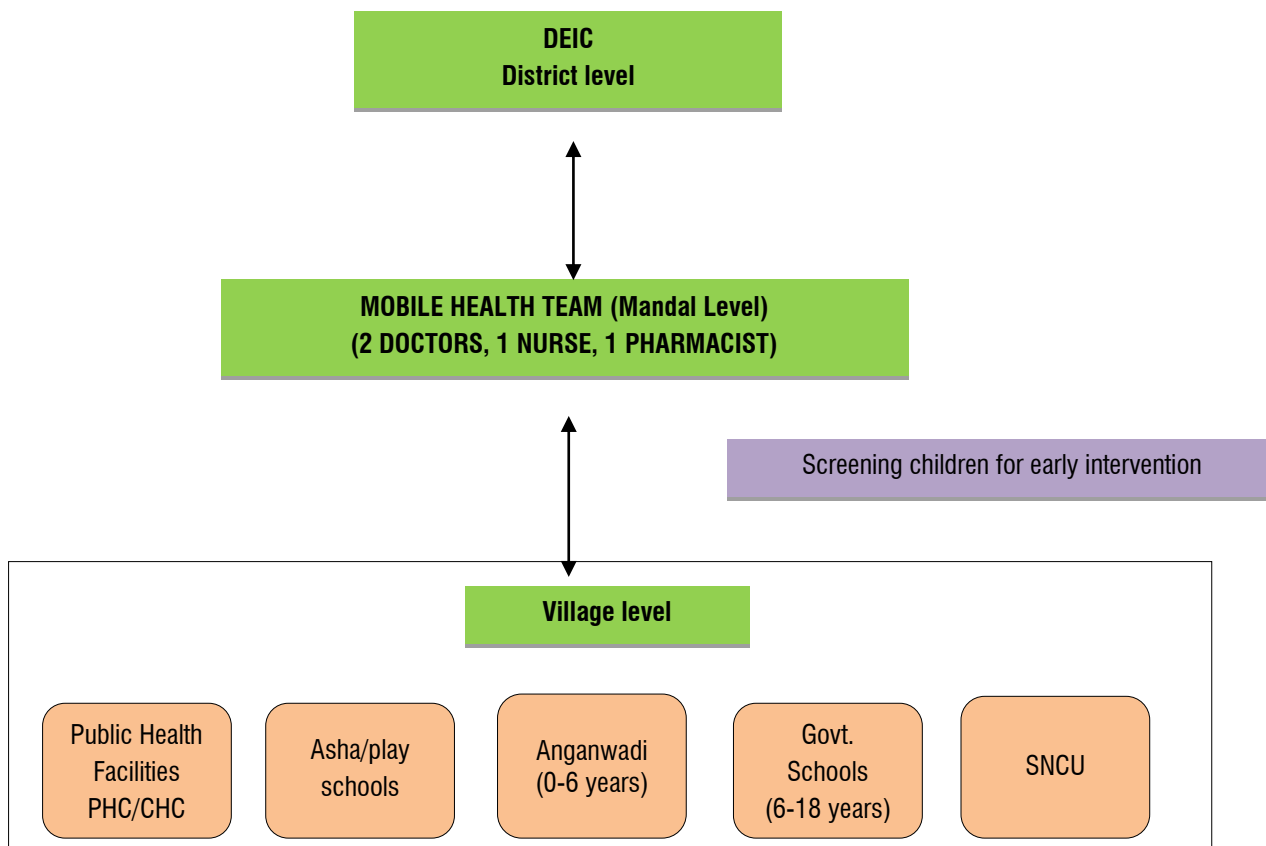 DEIC
District level
MOBILE HEALTH TEAM (Mandal Level)
(2 DOCTORS, 1 NURSE, 1 PHARMACIST)
Screening children for early intervention
Village level
Public Health
Facilities
PHC/CHC
Asha/play
schools
Anganwadi
(0-6 years)
Govt.
Schools
(6-18 years)
SNCU